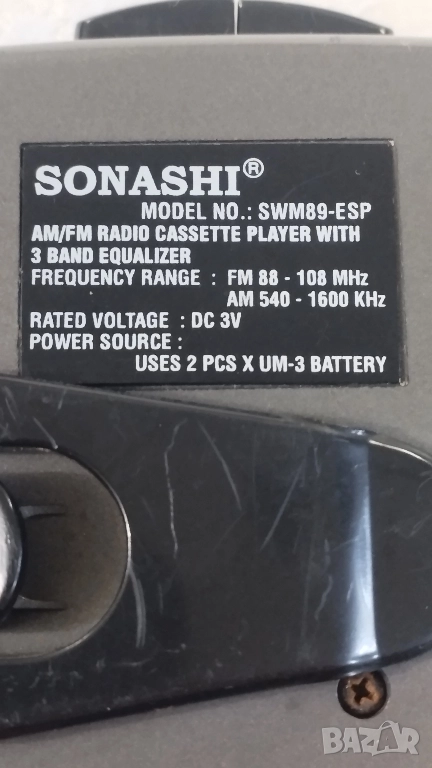 SONASHI®
MODEL NO.: SWM89-ESP
AM/FM RADIO CASSETTE PLAYER WITH
3 BAND EQUALIZER
FREQUENCY RANGE : FM 88 - 108 MHz
AM 540 - 1600 KHz
RATED VOLTAGE : DC 3V
POWER SOURCE :
USES 2 PCS X UM-3 BATTERY
BAZAR